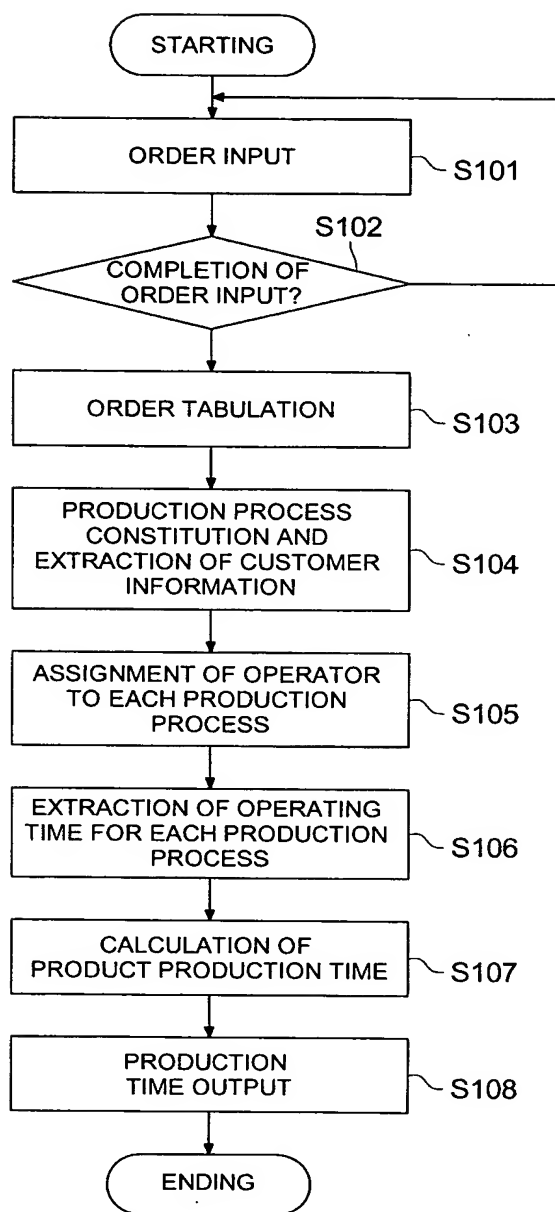 STARTING
ORDER INPUT
S101
S102
COMPLETION OF
ORDER INPUT?
ORDER TABULATION
S103
PRODUCTION PROCESS
CONSTITUTION AND
EXTRACTION OF CUSTOMER
INFORMATION
S104
ASSIGNMENT OF OPERATOR
TO EACH PRODUCTION
PROCESS
S105
EXTRACTION OF OPERATING
TIME FOR EACH PRODUCTION
PROCESS
S106
CALCULATION OF
PRODUCT PRODUCTION TIME
S107
PRODUCTION
TIME OUTPUT
S108
ENDING